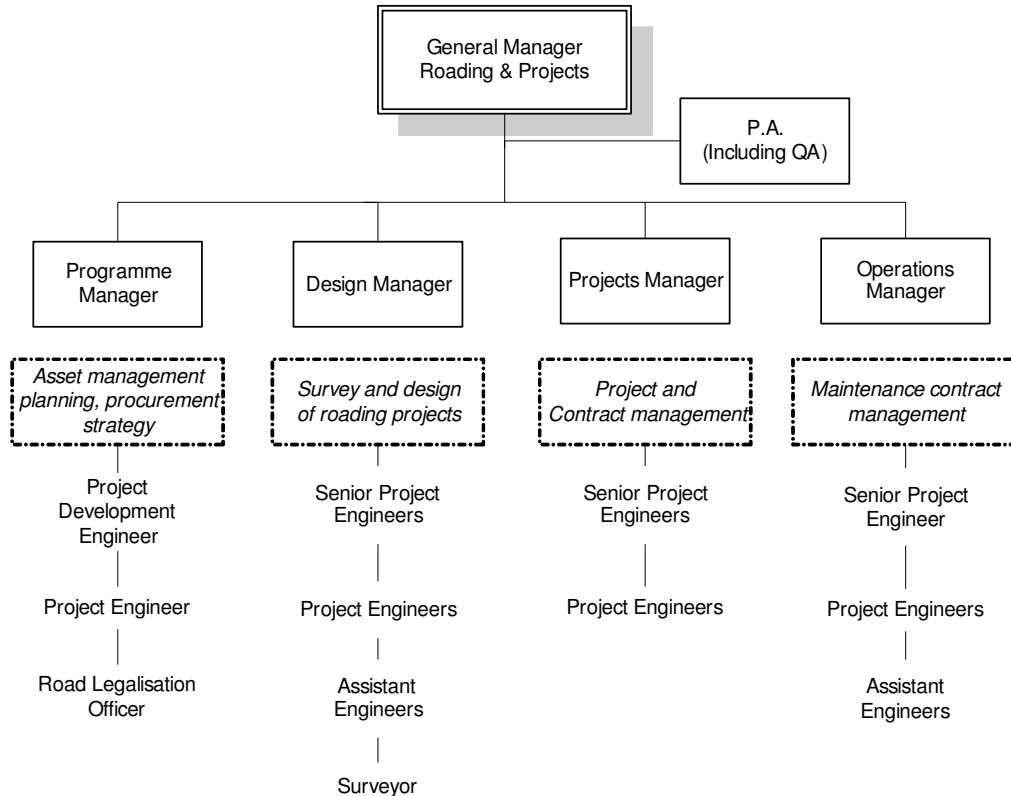 General Manager
Roading & Projects
P.A.
(Including QA)
Programme
Manager
Design Manager
Projects Manager
Operations
Manager
Asset management
planning, procurement
strategy
Survey and design
of roading projects
Project and
Contract management
Maintenance contract
management
Project
Development
Engineer
Senior Project
Engineers
Senior Project
Engineers
Senior Project
Engineer
Project Engineer
Project Engineers
Project Engineers
Project Engineers
Road Legalisation
Officer
Assistant
Engineers
Assistant
Engineers
Surveyor